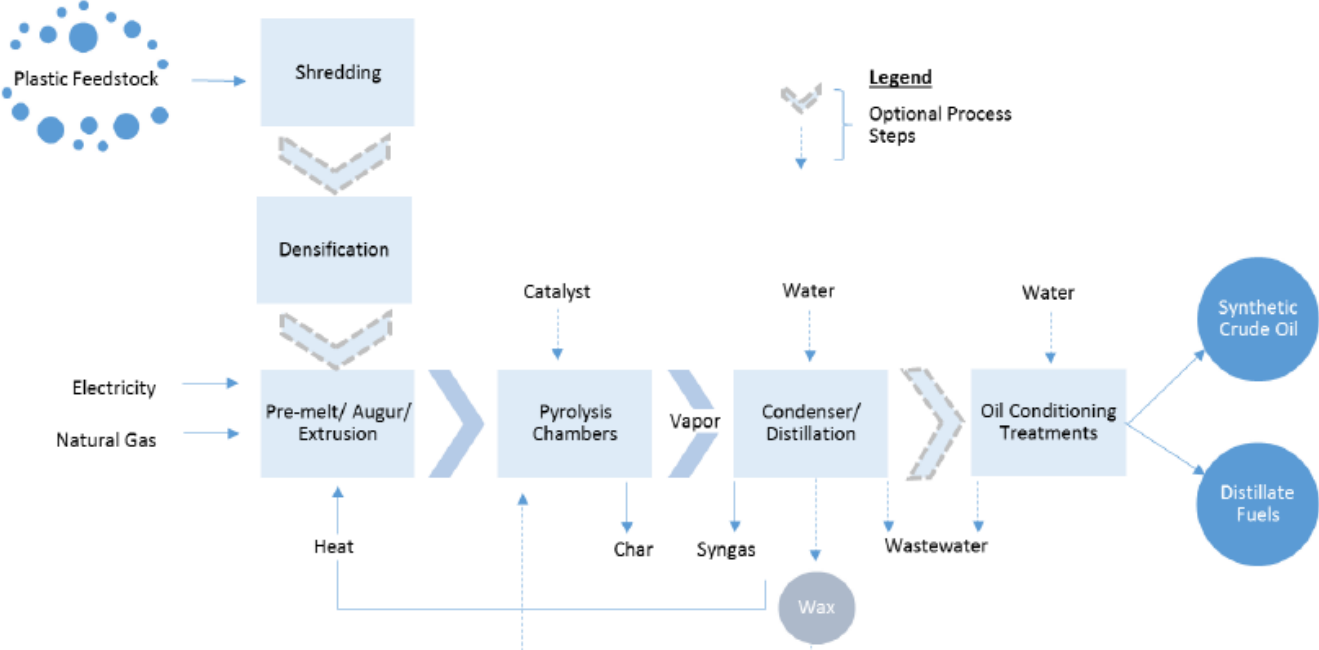 Plastic Feedstock
Shredding
Legend
Optional Process
Steps
Densification
Catalyst
Water
Water
Synthetic
Crude Oil
Electricity
Natural Gas
Pre-melt/ Augur/
Extrusion
Pyrolysis
Chambers
Vapor
Condenser/
Distillation
Oil Conditioning
Treatments
Distillate
Fuels
Heat
Char
Syngas
Wastewater
Wax